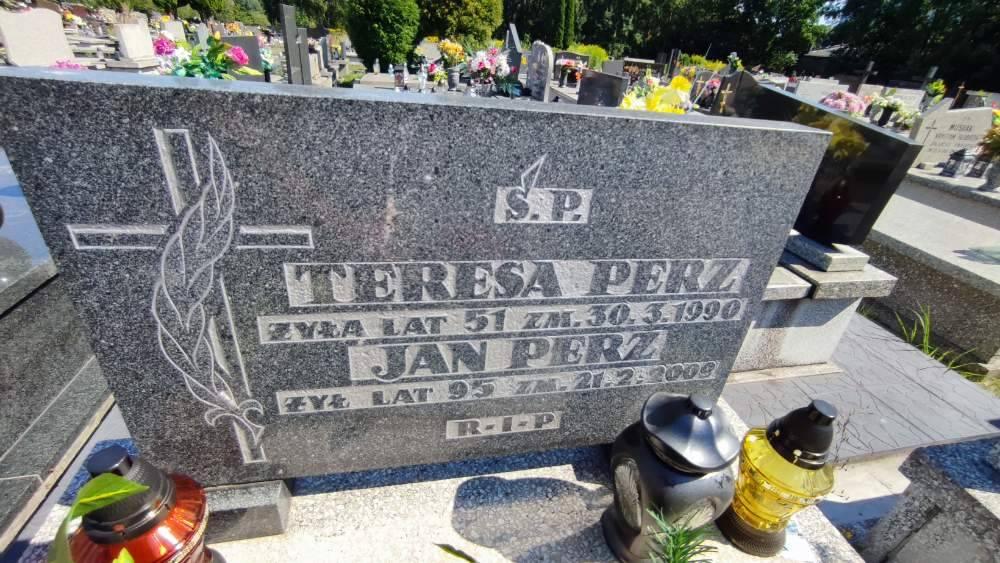 Ś.P.
TERESA PERZ
ŻYŁA LAT 51 ZM. 30.3.1990
JAN PERZ
ŻYŁ LAT 95 ZM. 21.2.2009
R-I-P